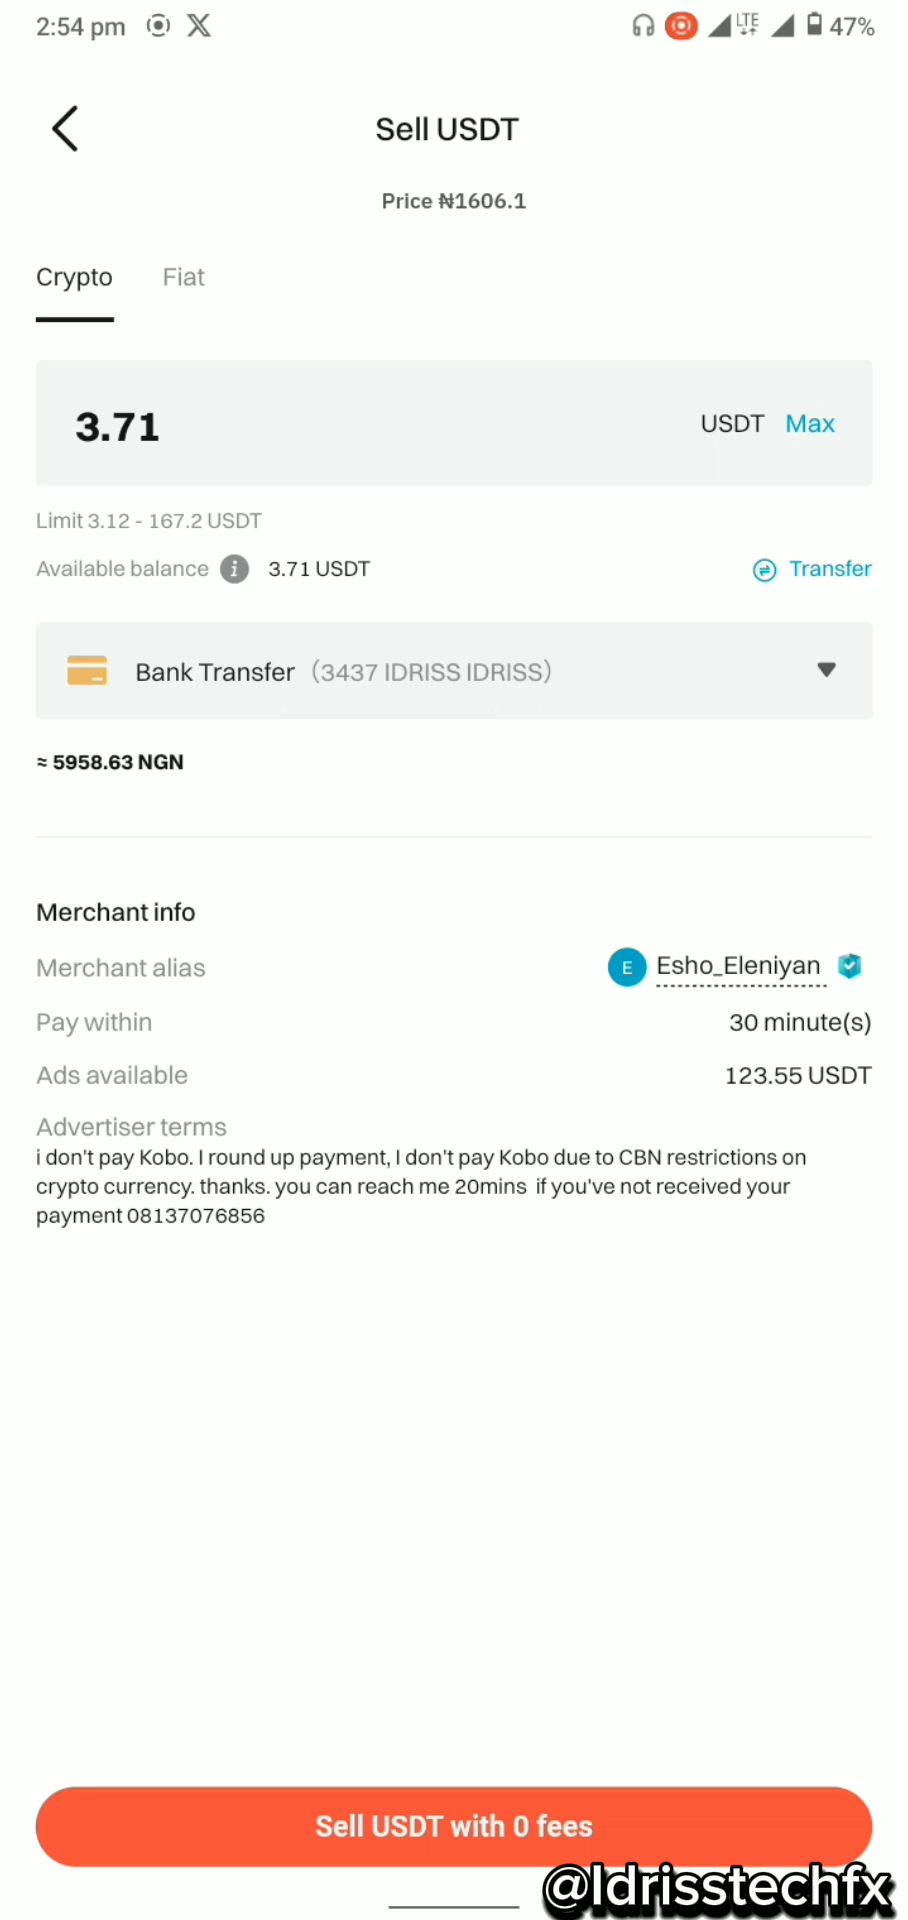 2:54 pm
LTE
47%
Sell USDT
Price ₦1606.1
Crypto Fiat
3.71 USDT Max
Limit 3.12 - 167.2 USDT
Available balance i 3.71 USDT Transfer
Bank Transfer (3437 IDRISS IDRISS)
≈ 5958.63 NGN
Merchant info
Merchant alias E Esho_Eleniyan
Pay within 30 minute(s)
Ads available 123.55 USDT
Advertiser terms
i don't pay Kobo. I round up payment, I don't pay Kobo due to CBN restrictions on
crypto currency. thanks. you can reach me 20mins if you've not received your
payment 08137076856
Sell USDT with 0 fees
@Idrisstechfx